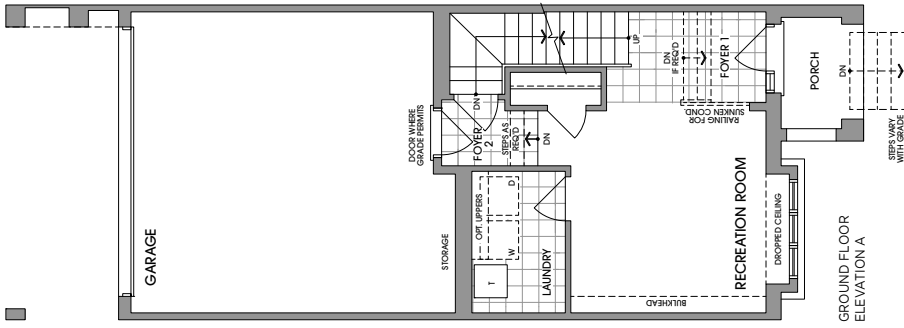 GARAGE
STORAGE
DOOR WHERE
GRADE PERMITS
FOYER
2
STEPS AS
REQ'D
DN
DN
OPT. UPPERS
W
D
T
LAUNDRY
UP
DN
IF REQ'D
FOYER 1
RAILING FOR
SUNKEN COND
RECREATION ROOM
BULKHEAD
DROPPED CEILING
PORCH
DN
STEPS VARY
WITH GRADE
GROUND FLOOR
ELEVATION A